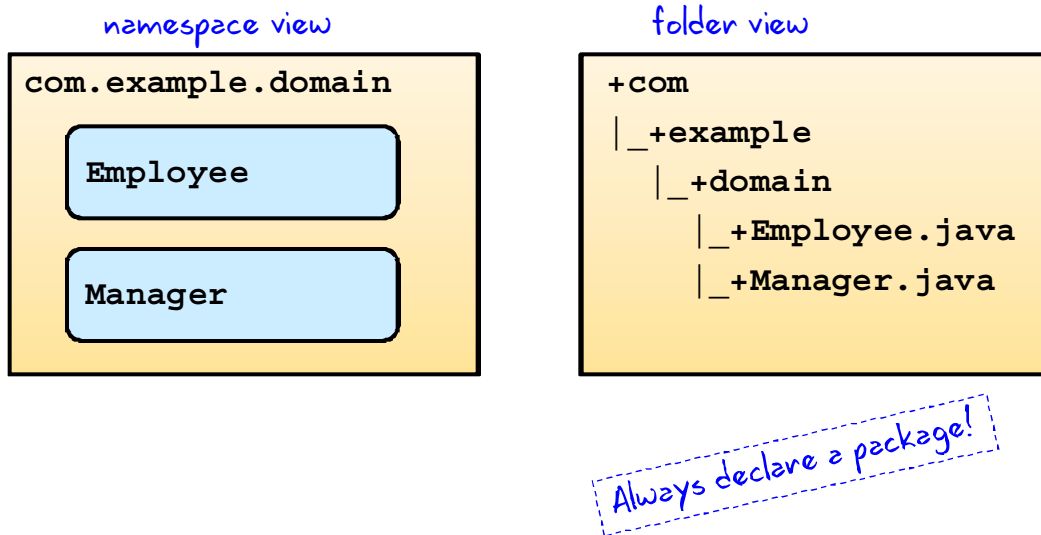 namespace view
com.example.domain
Employee
Manager
folder view
+com
|_+example
|_+domain
|_+Employee.java
|_+Manager.java
Always declare a package!